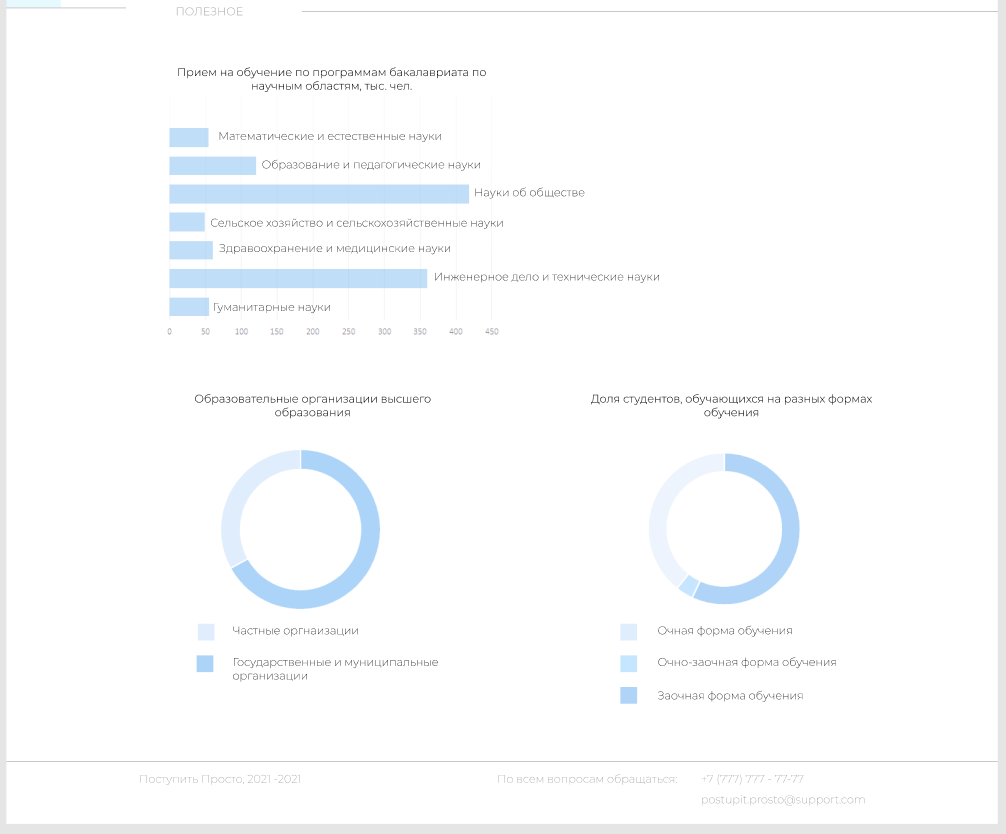 ПОЛЕЗНОЕ
Прием на обучение по программам бакалавриата по
научным областям, тыс. чел.
Математические и естественные науки
Образование и педагогические науки
Науки об обществе
Сельское хозяйство и сельскохозяйственные науки
Здравоохранение и медицинские науки
Инженерное дело и технические науки
Гуманитарные науки
0 50 100 150 200 250 300 350 400 450
Образовательные организации высшего
образования
Частные оргнаизации
Государственные и муниципальные
организации
Доля студентов, обучающихся на разных формах
обучения
Очная форма обучения
Очно-заочная форма обучения
Заочная форма обучения
Поступить Просто, 2021 -2021
По всем вопросам обращаться: +7 (777) 777 - 77-77
postupit.prosto@support.com